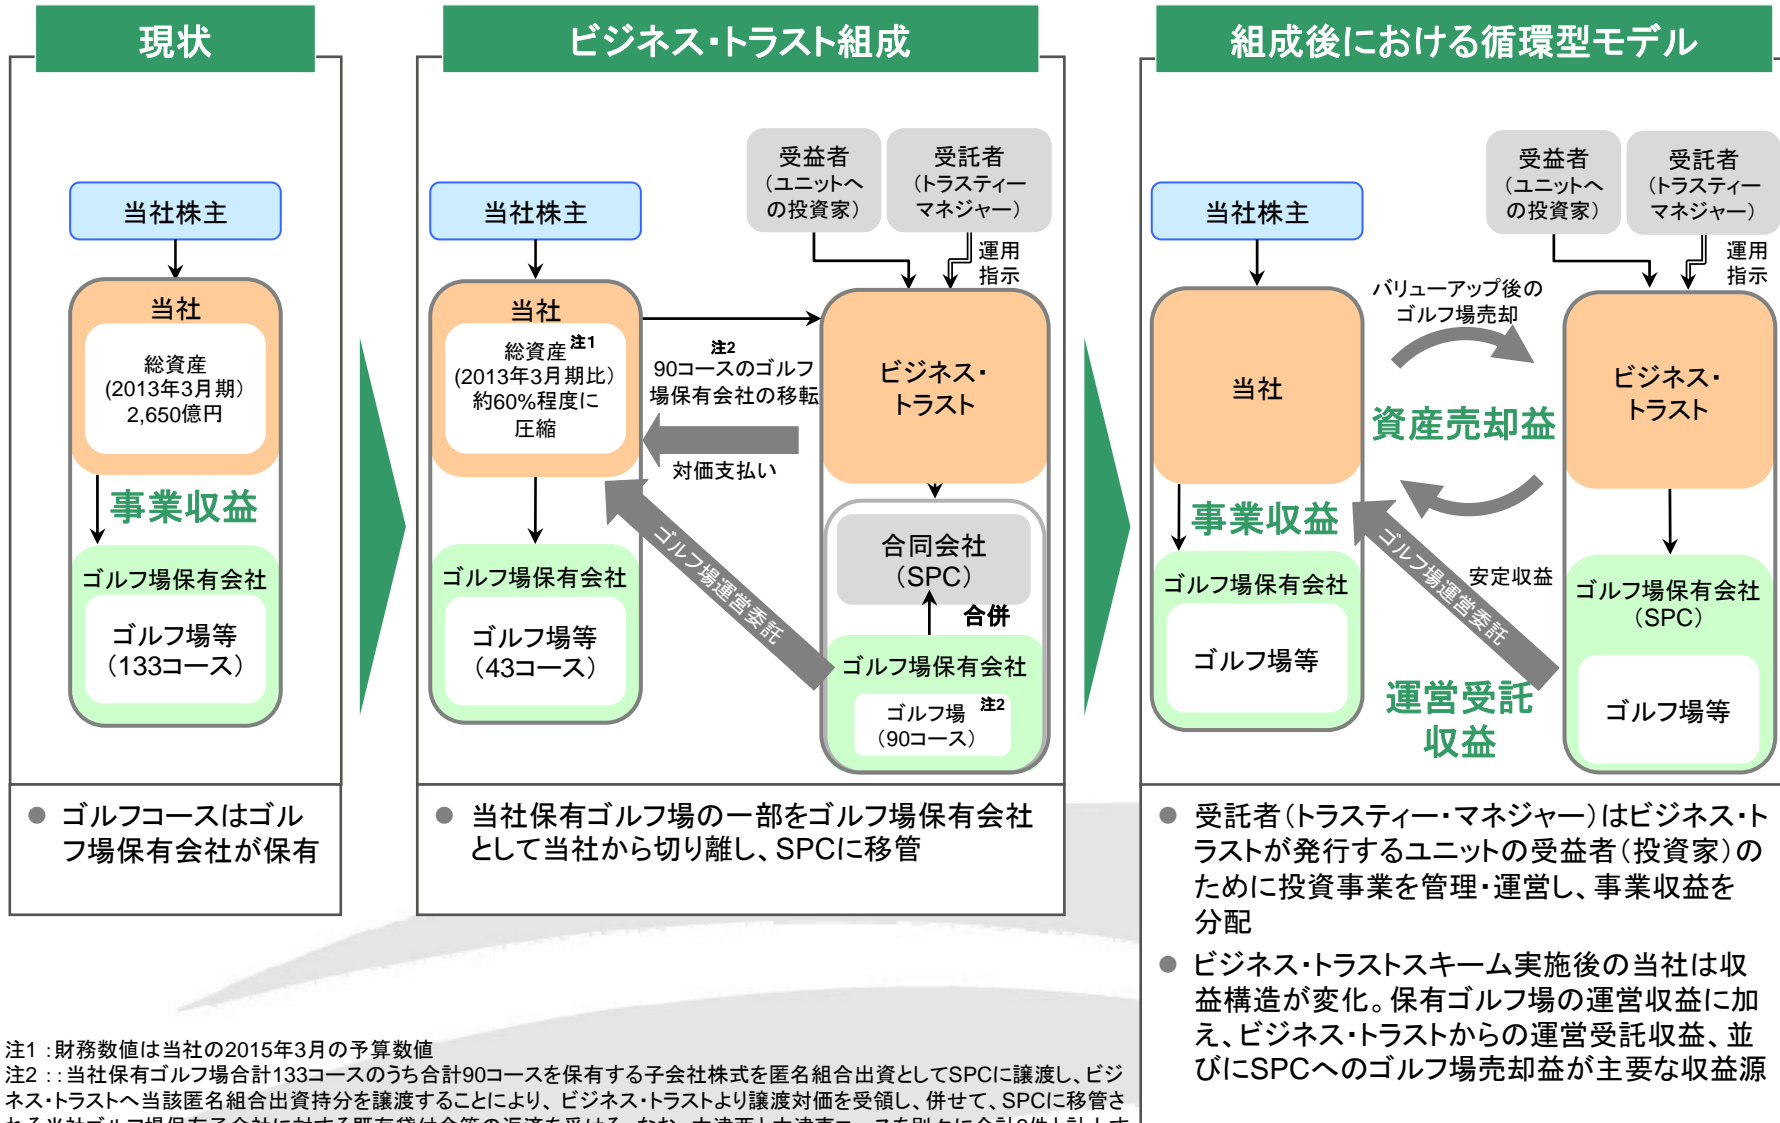 現状
当社株主
当社
総資産
(2013年3月期)
2,650億円
事業収益
ゴルフ場保有会社
ゴルフ場等
(133コース)
● ゴルフコースはゴル
フ場保有会社が保有
ビジネス・トラスト組成
受益者
(ユニットへ
の投資家)
受託者
(トラスティー
マネジャー)
運用
指示
当社株主
当社
総資産 注1
(2013年3月期比)
約60%程度に
圧縮
注2
90コースのゴルフ
場保有会社の移転
対価支払い
ビジネス・
トラスト
ゴルフ場運営委託
合同会社
(SPC)
合併
ゴルフ場保有会社
ゴルフ場等
(43コース)
ゴルフ場保有会社
ゴルフ場 注2
(90コース)
● 当社保有ゴルフ場の一部をゴルフ場保有会社
として当社から切り離し、SPCに移管
組成後における循環型モデル
受益者
(ユニットへ
の投資家)
受託者
(トラスティー
マネジャー)
運用
指示
当社株主
当社
バリューアップ後の
ゴルフ場売却
資産売却益
ビジネス・
トラスト
事業収益
ゴルフ場運営委託
安定収益
ゴルフ場保有会社
ゴルフ場等
運営受託
収益
ゴルフ場保有会社
(SPC)
ゴルフ場等
● 受託者(トラスティー・マネジャー)はビジネス・ト
ラストが発行するユニットの受益者(投資家)の
ために投資事業を管理・運営し、事業収益を
分配
● ビジネス・トラストスキーム実施後の当社は収
益構造が変化。保有ゴルフ場の運営収益に加
え、ビジネス・トラストからの運営受託収益、並
びにSPCへのゴルフ場売却益が主要な収益源
注1 :財務数値は当社の2015年3月の予算数値
注2 ::当社保有ゴルフ場合計133コースのうち合計90コースを保有する子会社株式を匿名組合出資としてSPCに譲渡し、ビジ
ネス・トラストへ当該匿名組合出資持分を譲渡することにより、ビジネス・トラストより譲渡対価を受領し、併せて、SPCに移管さ